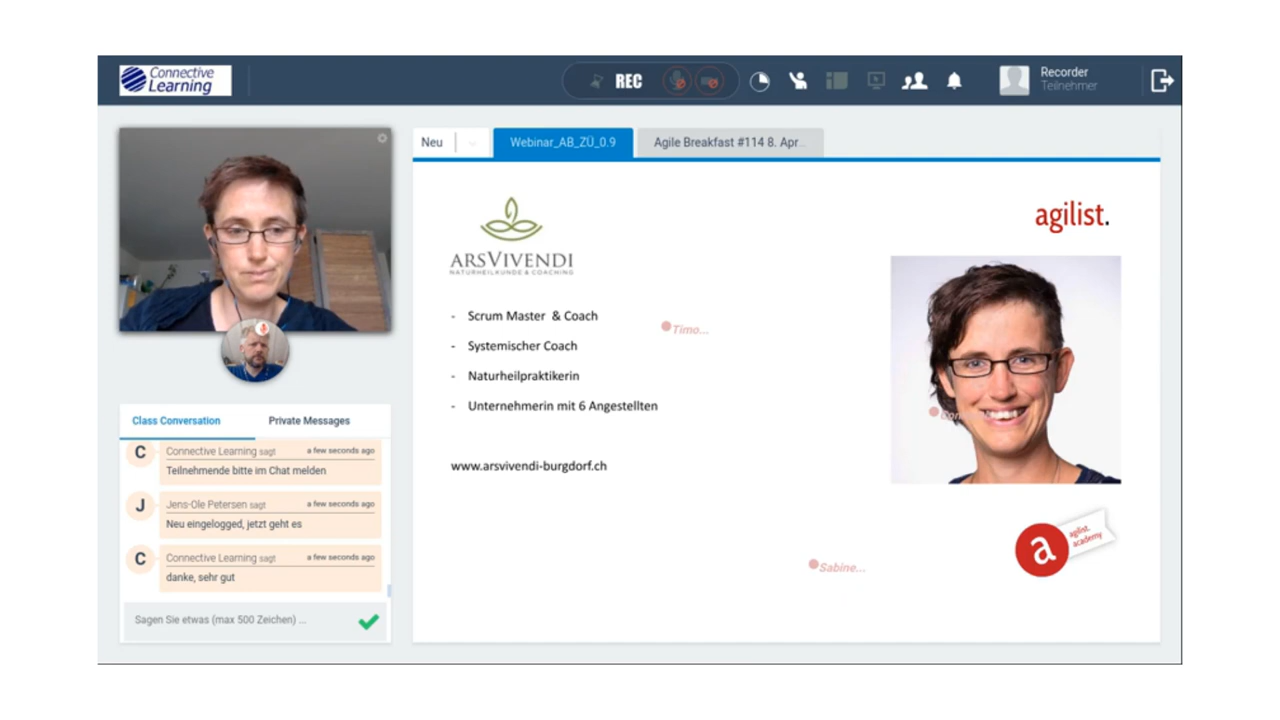 Connective
Learning
REC
Recorder
Teilnehmer
Neu
Webinar_AB_ZÜ_0.9
Agile Breakfast #114 8. Apr...
ARSVIVENDI
NATURHEILKUNDE & COACHING
agilist.
- Scrum Master & Coach
- Systemischer Coach
- Naturheilpraktikerin
- Unternehmerin mit 6 Angestellten
www.arsvivendi-burgdorf.ch
Timo...
Sabine...
a
agilist.
academy
Class Conversation
Private Messages
C
Connective Learning sagt
a few seconds ago
Teilnehmende bitte im Chat melden
J
Jens-Ole Petersen sagt
a few seconds ago
Neu eingelogged, jetzt geht es
C
Connective Learning sagt
a few seconds ago
danke, sehr gut
Sagen Sie etwas (max 500 Zeichen) ...